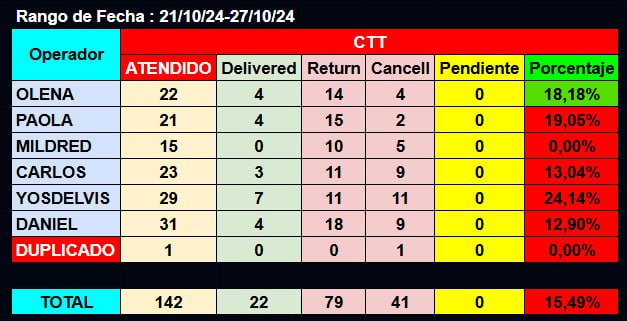 Rango de Fecha : 21/10/24-27/10/24
Operador CTT
ATENDIDO Delivered Return Cancell Pendiente Porcentaje
OLENA 22 4 14 4 0 18,18%
PAOLA 21 4 15 2 0 19,05%
MILDRED 15 0 10 5 0 0,00%
CARLOS 23 3 11 9 0 13,04%
YOSDELVIS 29 7 11 11 0 24,14%
DANIEL 31 4 18 9 0 12,90%
DUPLICADO 1 0 0 1 0 0,00%
TOTAL 142 22 79 41 0 15,49%